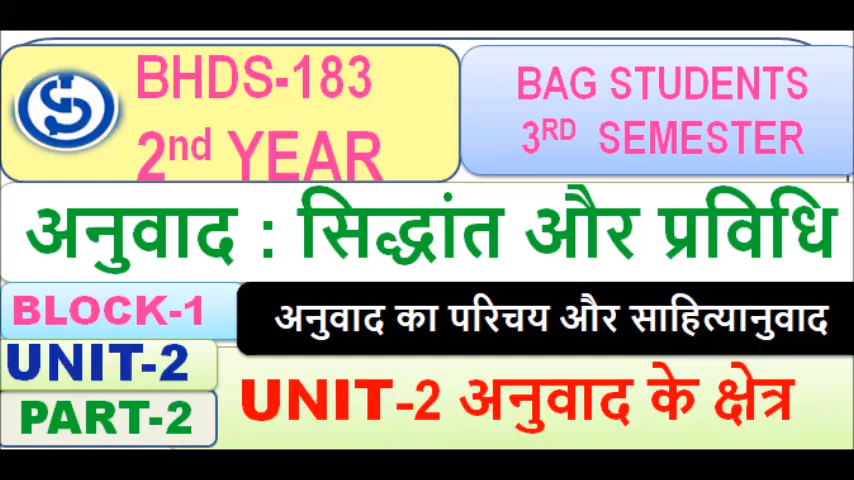 BHDS-183
2nd YEAR
BAG STUDENTS
3RD SEMESTER
अनुवाद : सिद्धांत और प्रविधि
BLOCK-1
अनुवाद का परिचय और साहित्यानुवाद
UNIT-2
UNIT-2 अनुवाद के क्षेत्र
PART-2